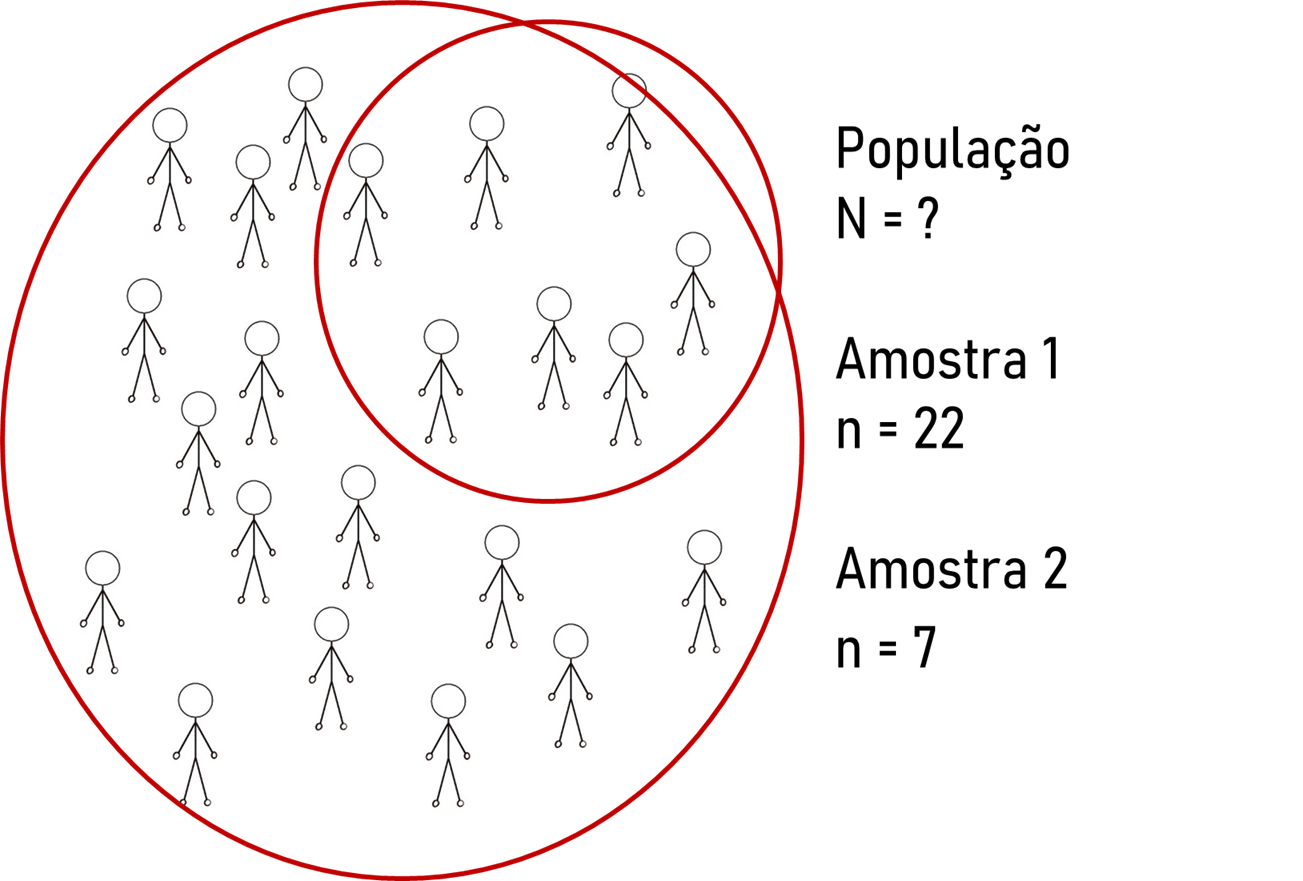 População
N = ?
Amostra 1
n = 22
Amostra 2
n = 7